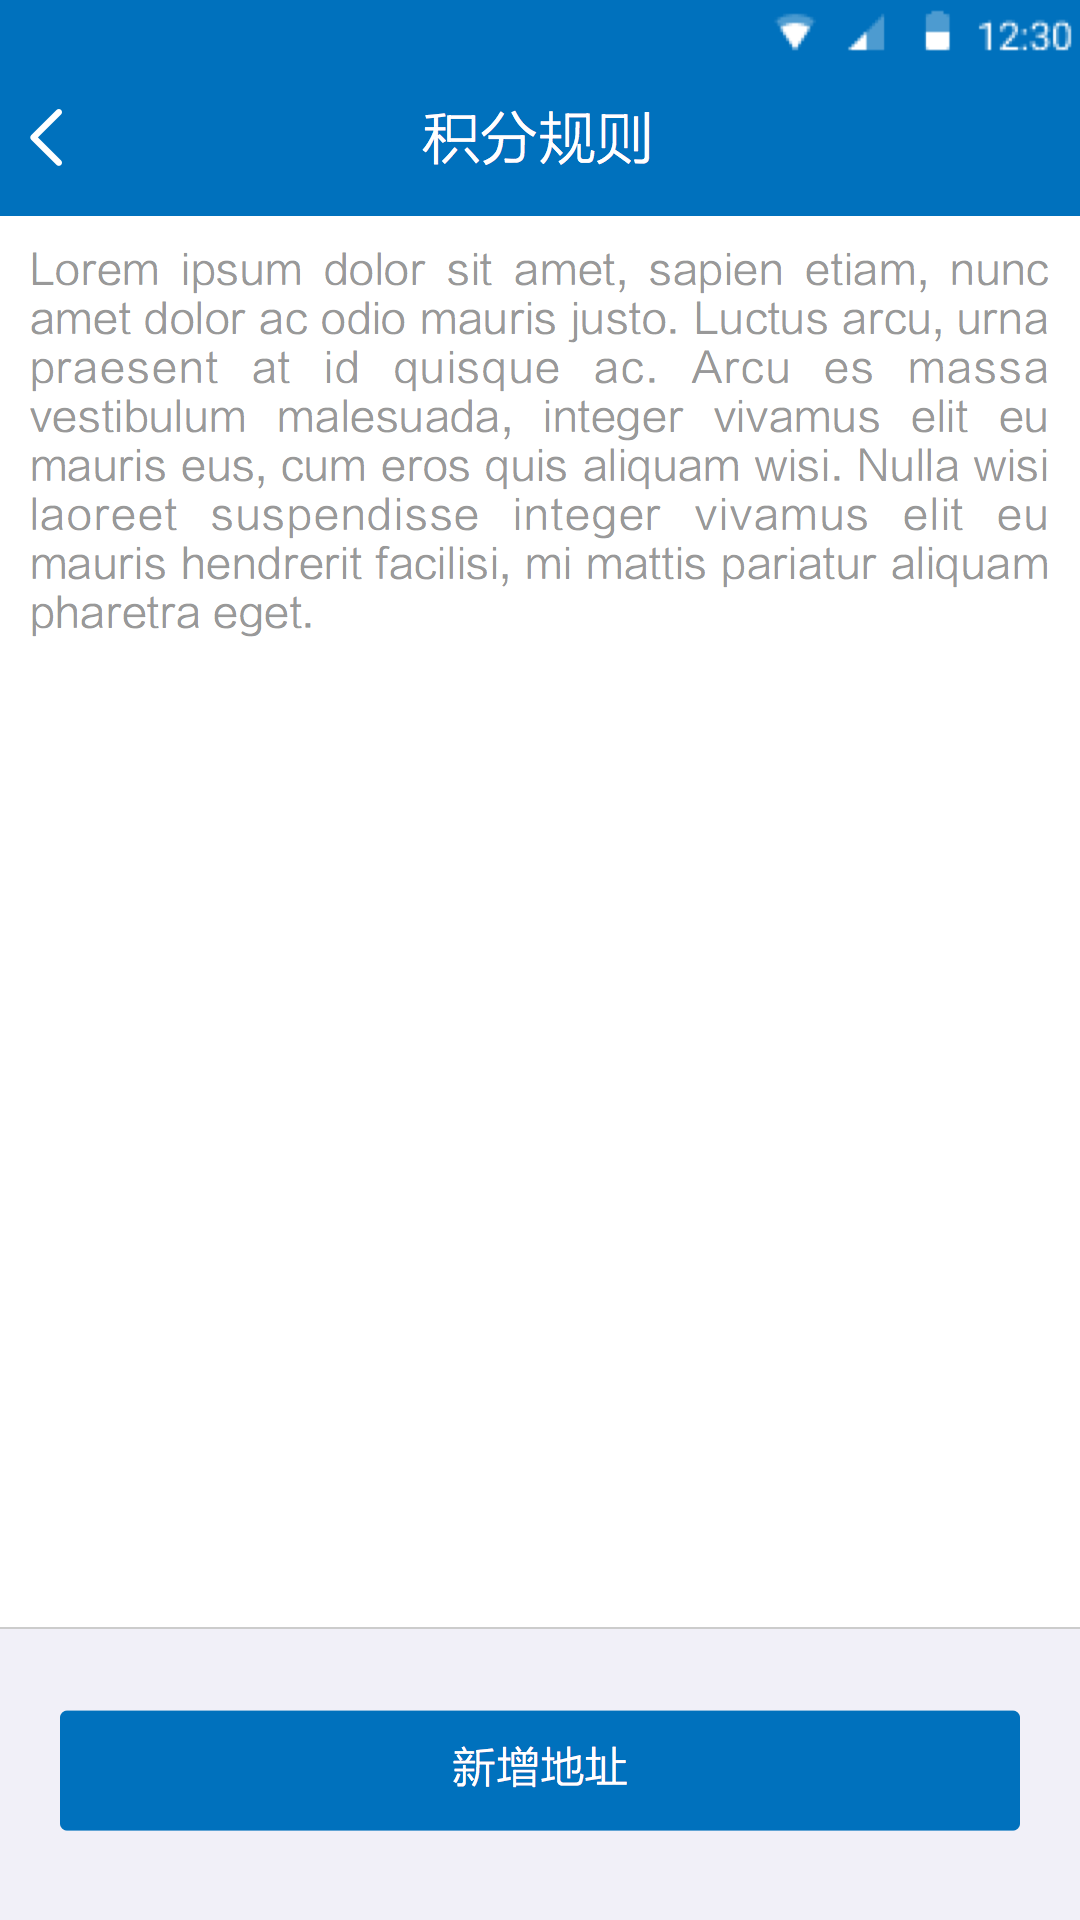 12:30
积分规则
Lorem ipsum dolor sit amet, sapien etiam, nunc
amet dolor ac odio mauris justo. Luctus arcu, urna
praesent at id quisque ac. Arcu es massa
vestibulum malesuada, integer vivamus elit eu
mauris eus, cum eros quis aliquam wisi. Nulla wisi
laoreet suspendisse integer vivamus elit eu
mauris hendrerit facilisi, mi mattis pariatur aliquam
pharetra eget.
新增地址